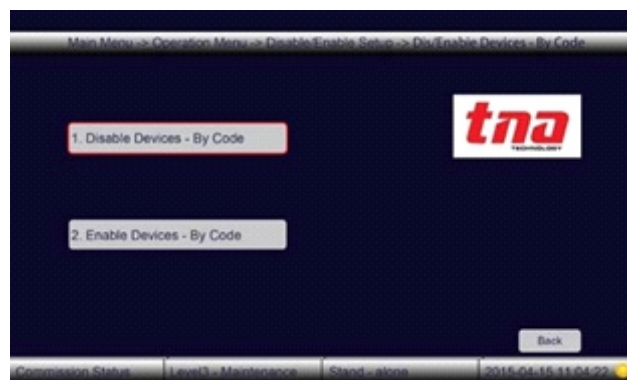 Main Menu -> Operation Menu -> Disable/Enable Setup -> Dis/Enable Devices - By Code
1. Disable Devices - By Code
tna
TECHNOLOGY
2. Enable Devices - By Code
Back
Commission Status Level3 - Maintenance Stand - alone 2015-04-15 11:04:22